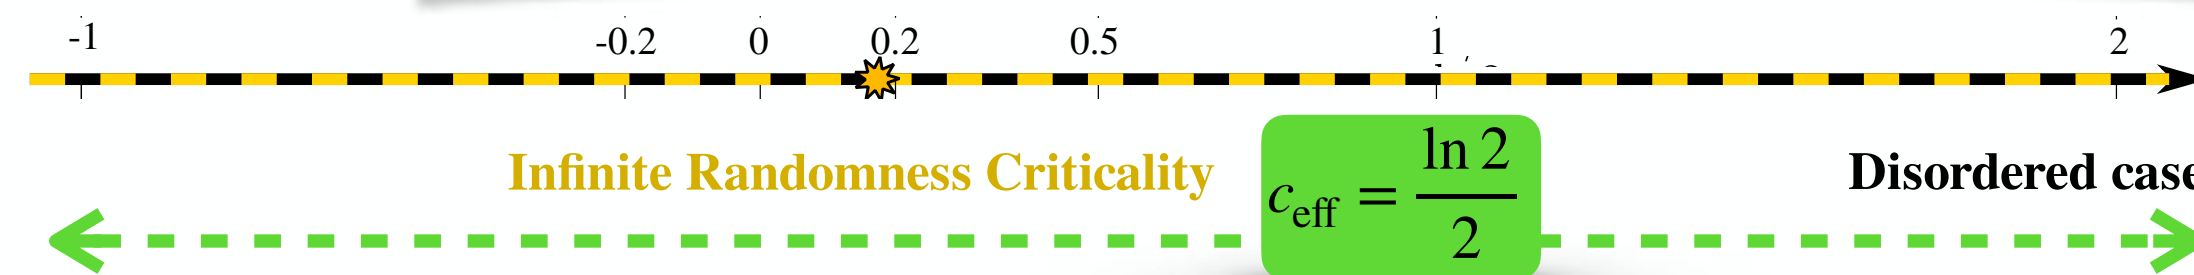 -1 -0.2 0 0.2 0.5 1 2
Infinite Randomness Criticality
c_eff = ln 2 / 2
Disordered case